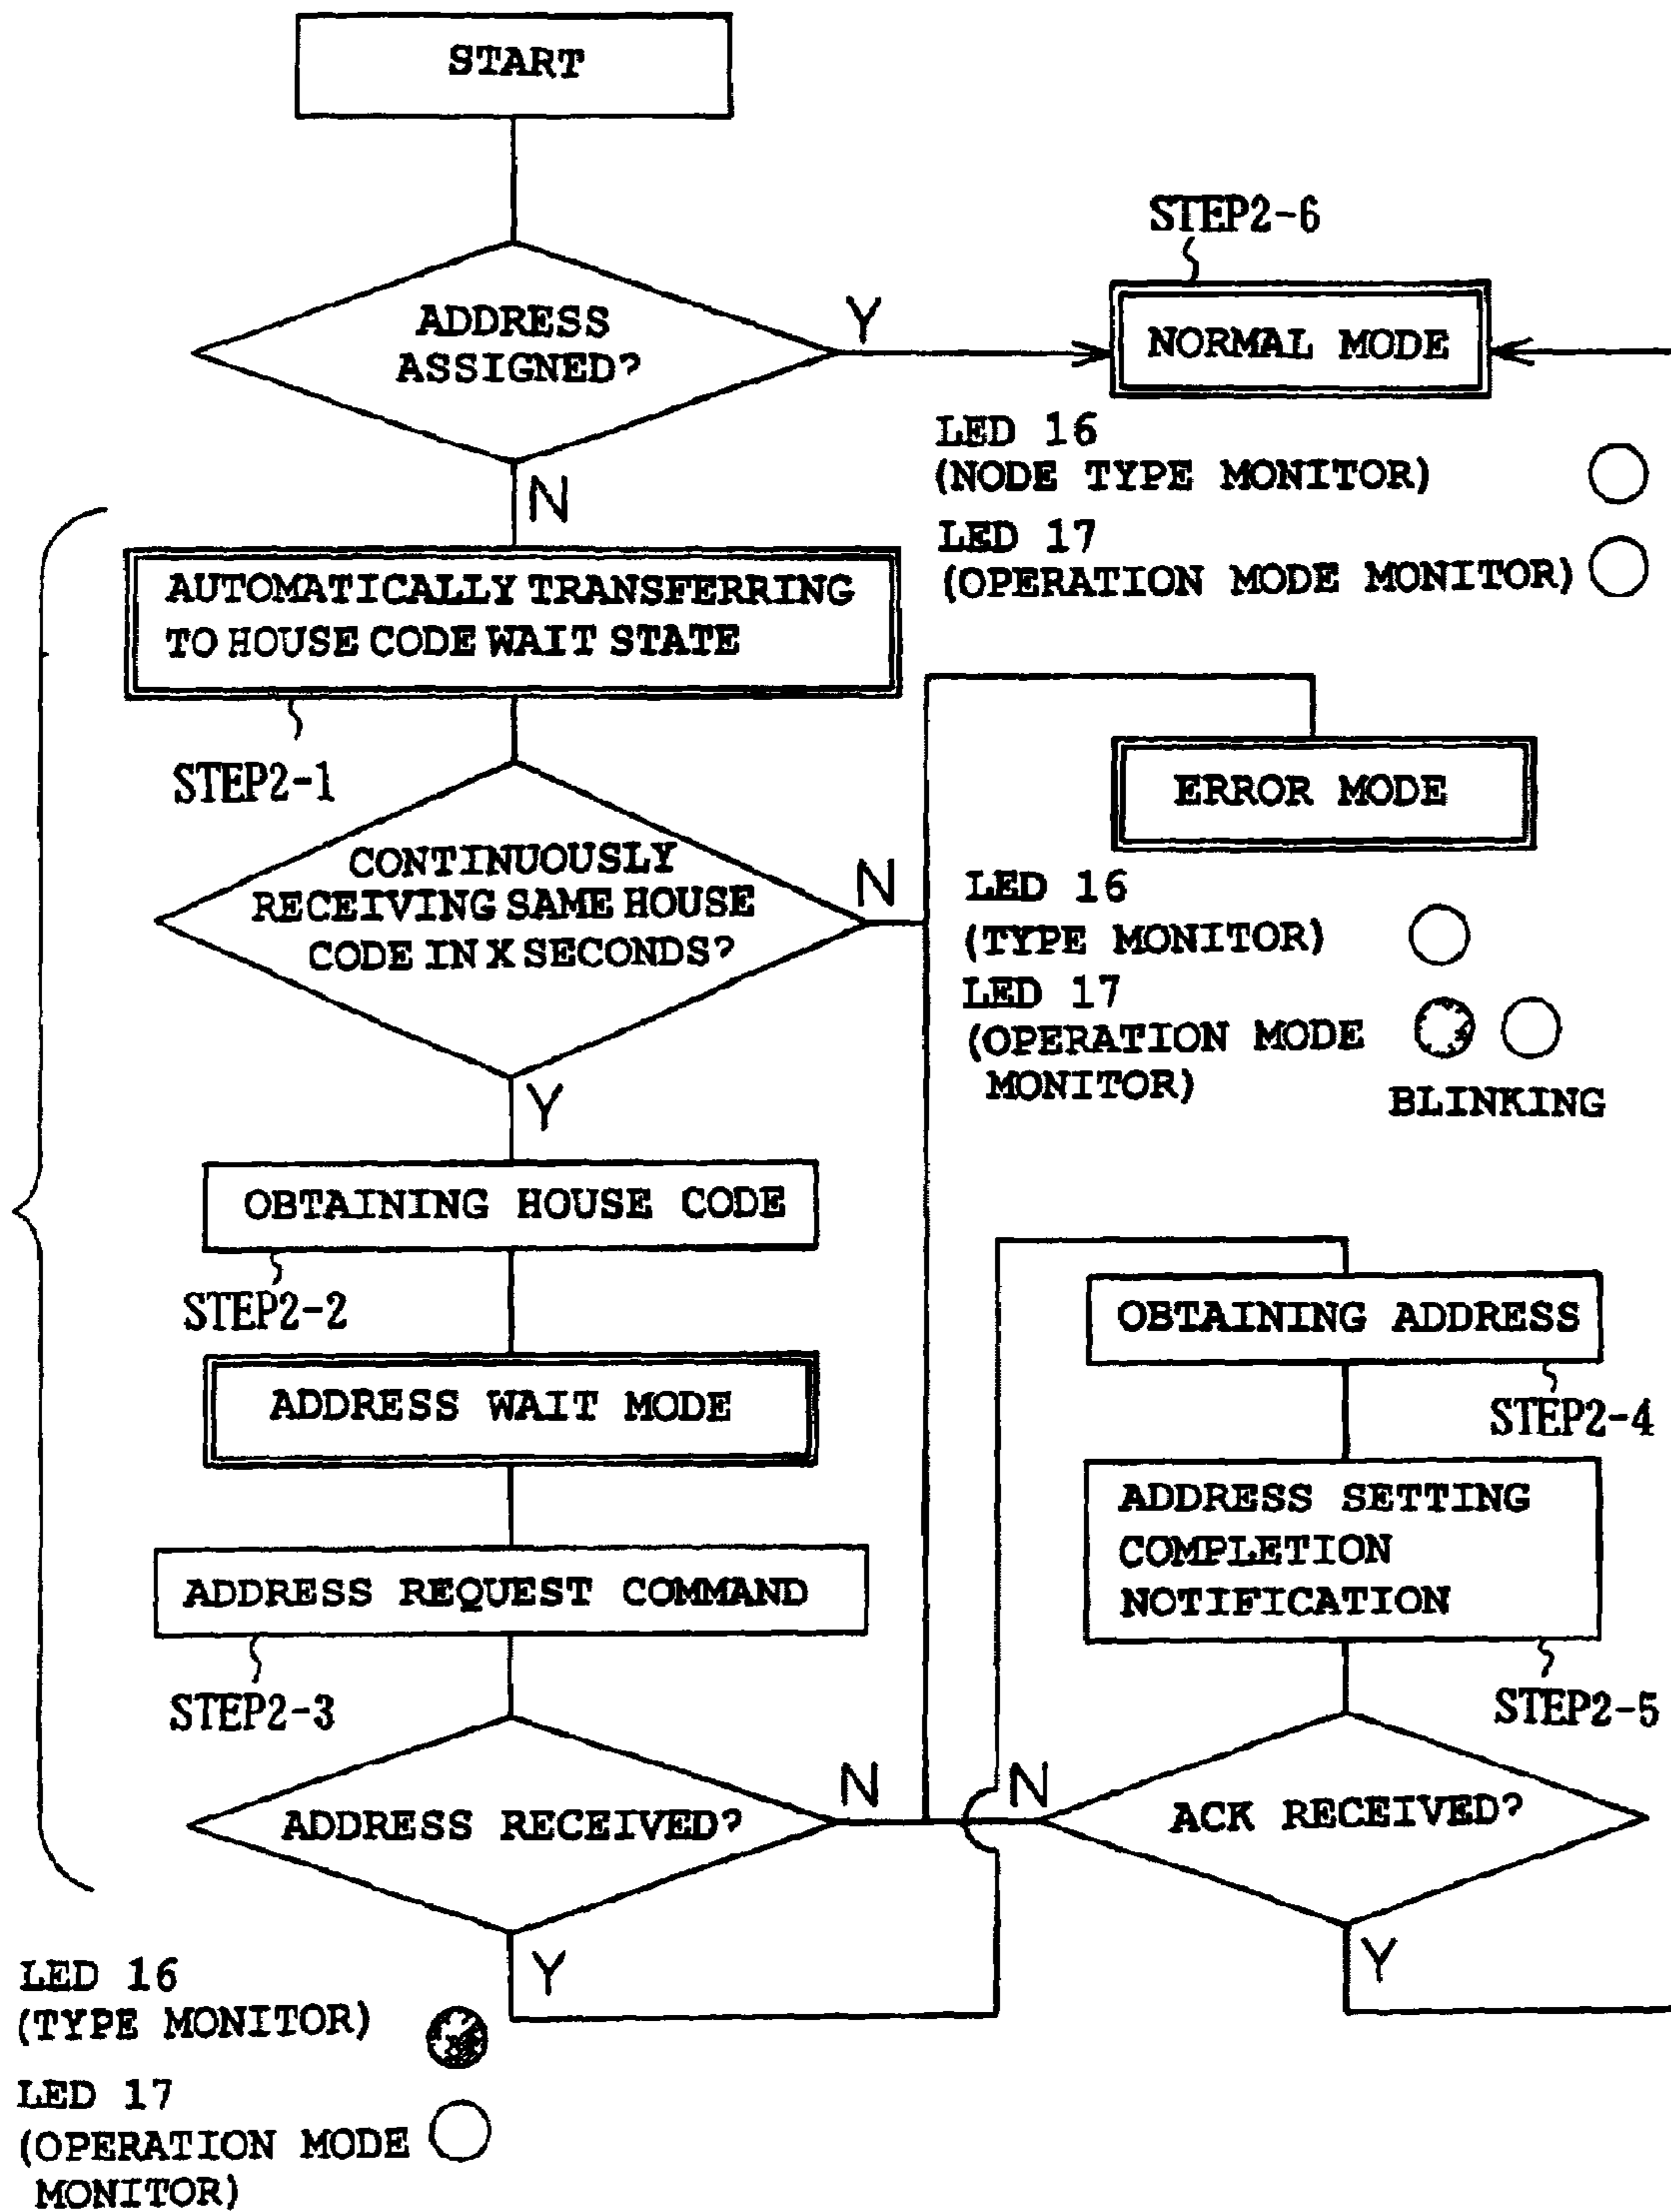 START
ADDRESS
ASSIGNED?
Y
N
STEP2-6
NORMAL MODE
LED 16
(NODE TYPE MONITOR)
LED 17
(OPERATION MODE MONITOR)
AUTOMATICALLY TRANSFERRING
TO HOUSE CODE WAIT STATE
STEP2-1
CONTINUOUSLY
RECEIVING SAME HOUSE
CODE IN X SECONDS?
N
Y
ERROR MODE
LED 16
(TYPE MONITOR)
LED 17
(OPERATION MODE
MONITOR)
BLINKING
OBTAINING HOUSE CODE
STEP2-2
ADDRESS WAIT MODE
ADDRESS REQUEST COMMAND
STEP2-3
ADDRESS RECEIVED?
N
Y
OBTAINING ADDRESS
STEP2-4
ADDRESS SETTING
COMPLETION
NOTIFICATION
STEP2-5
ACK RECEIVED?
N
Y
LED 16
(TYPE MONITOR)
LED 17
(OPERATION MODE
MONITOR)